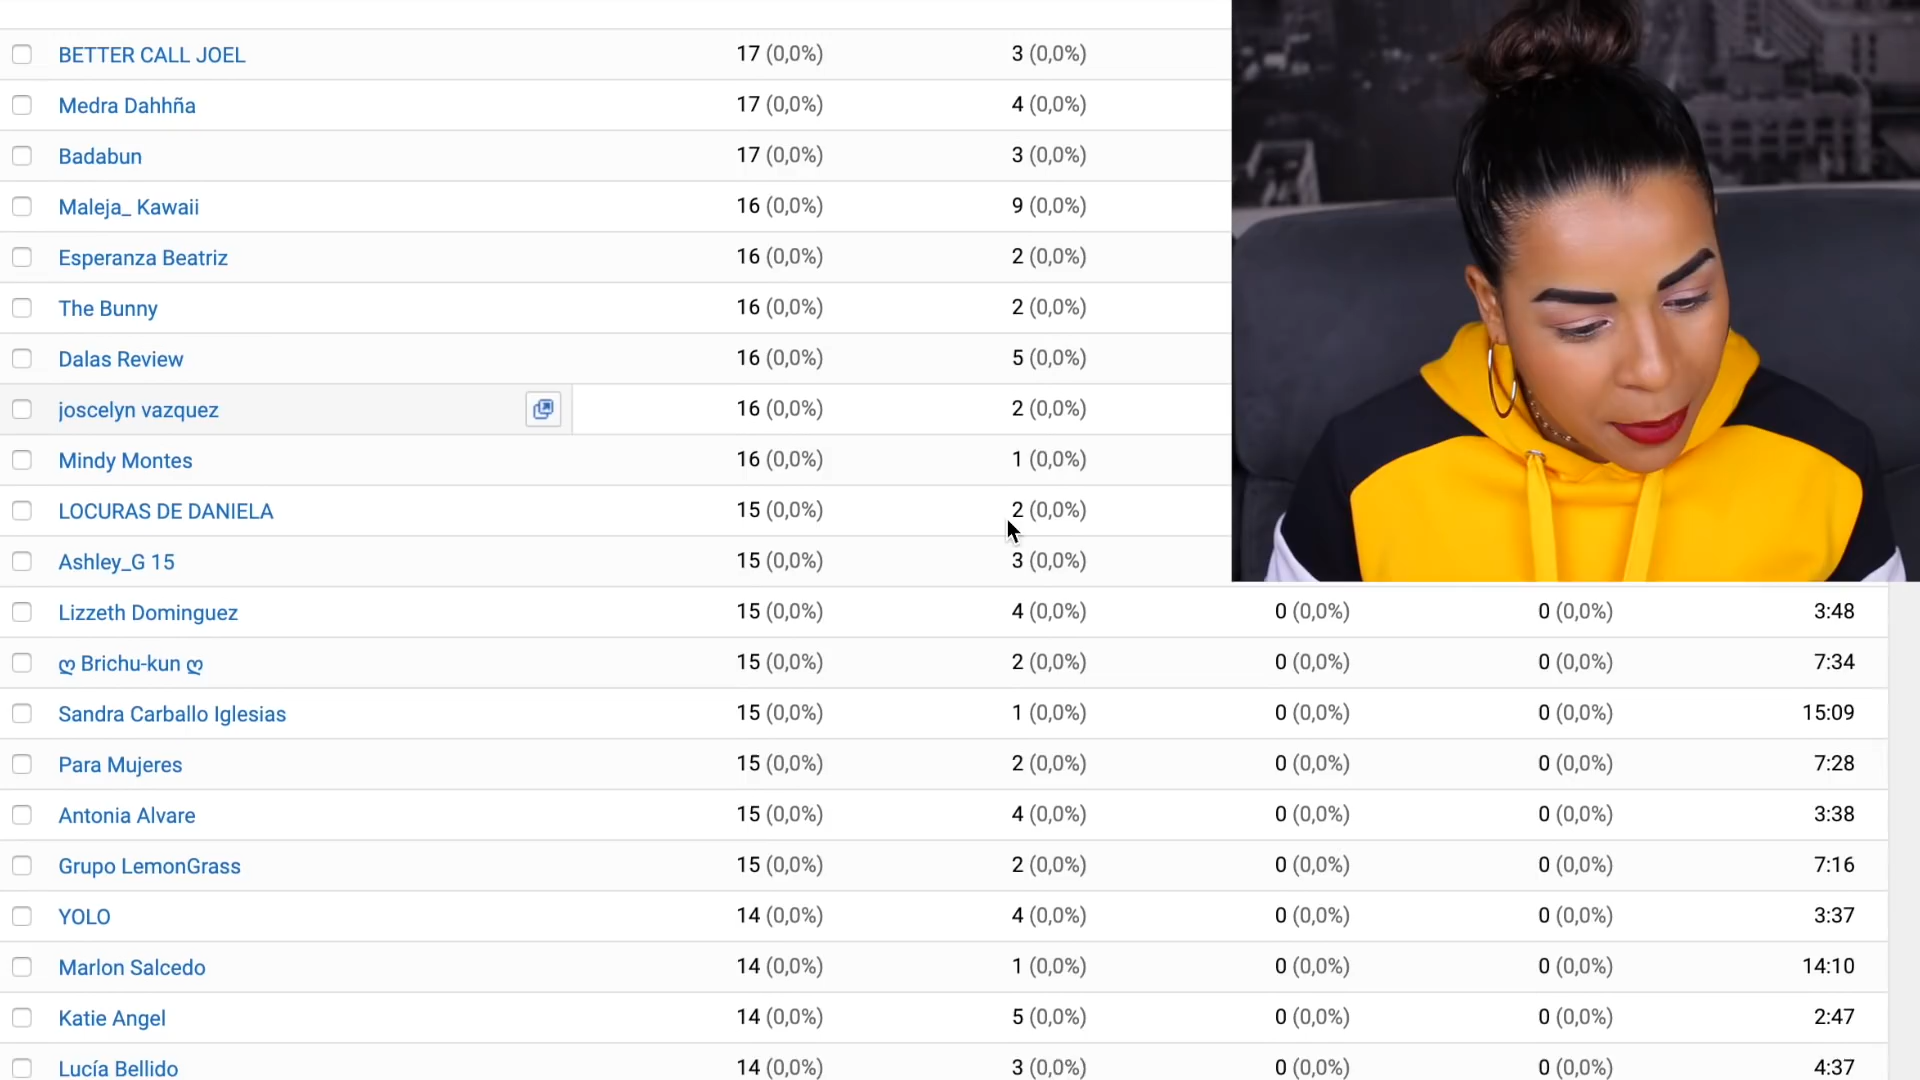 BETTER CALL JOEL 17 (0,0%) 3 (0,0%)
Medra Dahhña 17 (0,0%) 4 (0,0%)
Badabun 17 (0,0%) 3 (0,0%)
Maleja_ Kawaii 16 (0,0%) 9 (0,0%)
Esperanza Beatriz 16 (0,0%) 2 (0,0%)
The Bunny 16 (0,0%) 2 (0,0%)
Dalas Review 16 (0,0%) 5 (0,0%)
joscelyn vazquez 16 (0,0%) 2 (0,0%)
Mindy Montes 16 (0,0%) 1 (0,0%)
LOCURAS DE DANIELA 15 (0,0%) 2 (0,0%)
Ashley_G 15 15 (0,0%) 3 (0,0%)
Lizzeth Dominguez 15 (0,0%) 4 (0,0%) 0 (0,0%) 0 (0,0%) 3:48
ღ Brichu-kun ღ 15 (0,0%) 2 (0,0%) 0 (0,0%) 0 (0,0%) 7:34
Sandra Carballo Iglesias 15 (0,0%) 1 (0,0%) 0 (0,0%) 0 (0,0%) 15:09
Para Mujeres 15 (0,0%) 2 (0,0%) 0 (0,0%) 0 (0,0%) 7:28
Antonia Alvare 15 (0,0%) 4 (0,0%) 0 (0,0%) 0 (0,0%) 3:38
Grupo LemonGrass 15 (0,0%) 2 (0,0%) 0 (0,0%) 0 (0,0%) 7:16
YOLO 14 (0,0%) 4 (0,0%) 0 (0,0%) 0 (0,0%) 3:37
Marlon Salcedo 14 (0,0%) 1 (0,0%) 0 (0,0%) 0 (0,0%) 14:10
Katie Angel 14 (0,0%) 5 (0,0%) 0 (0,0%) 0 (0,0%) 2:47
Lucía Bellido 14 (0,0%) 3 (0,0%) 0 (0,0%) 0 (0,0%) 4:37